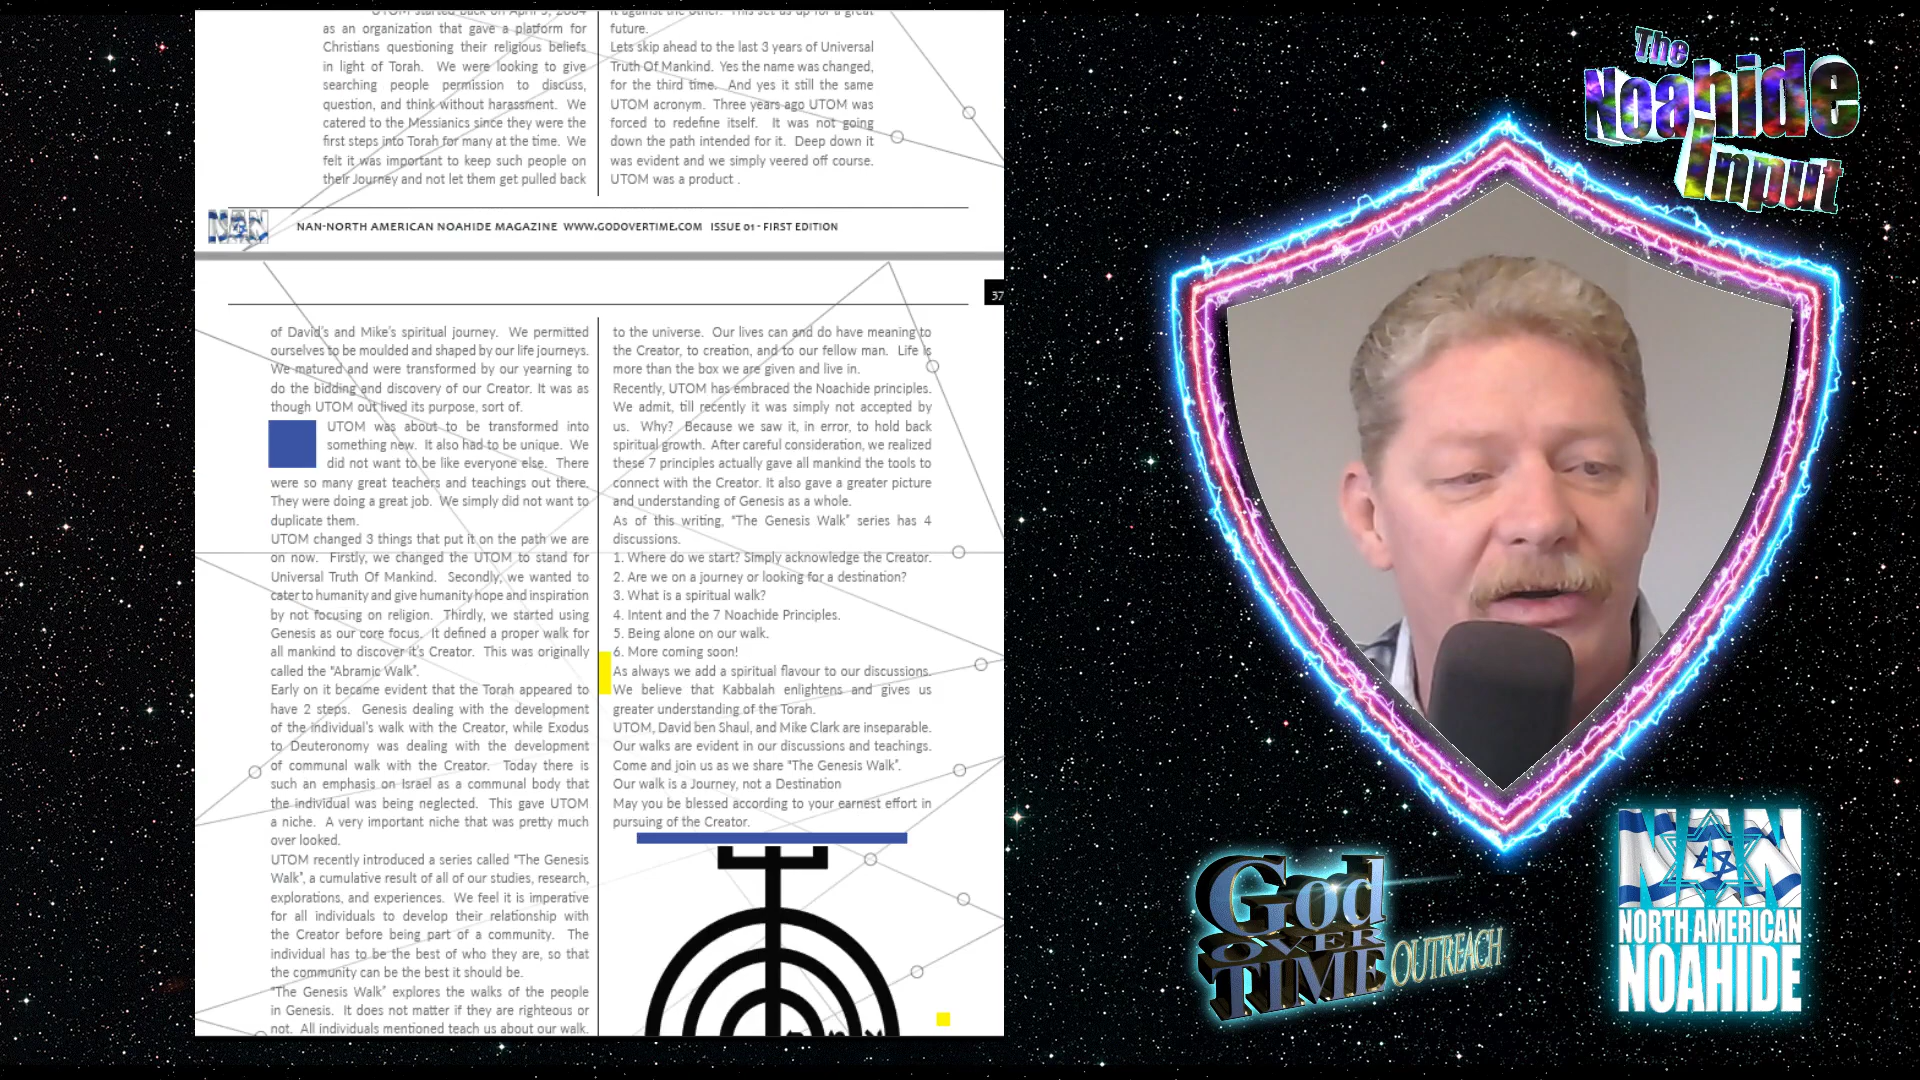 UTOM started back on April 5, 2004
as an organization that gave a platform for
Christians questioning their religious beliefs
in light of Torah. We were looking to give
searching people permission to discuss,
question, and think without harassment. We
catered to the Messianics since they were the
first steps into Torah for many at the time. We
felt it was important to keep such people on
their Journey and not let them get pulled back
it against the other. This set us up for a great
future.
Lets skip ahead to the last 3 years of Universal
Truth Of Mankind. Yes the name was changed,
for the third time. And yes it still the same
UTOM acronym. Three years ago UTOM was
forced to redefine itself. It was not going
down the path intended for it. Deep down it
was evident and we simply veered off course.
UTOM was a product .
NAN
NAN-NORTH AMERICAN NOAHIDE MAGAZINE WWW.GODOVERTIME.COM ISSUE 01 - FIRST EDITION
37
of David's and Mike's spiritual journey. We permitted
ourselves to be moulded and shaped by our life journeys.
We matured and were transformed by our yearning to
do the bidding and discovery of our Creator. It was as
though UTOM out lived its purpose, sort of.
UTOM was about to be transformed into
something new. It also had to be unique. We
did not want to be like everyone else. There
were so many great teachers and teachings out there.
They were doing a great job. We simply did not want to
duplicate them.
UTOM changed 3 things that put it on the path we are
on now. Firstly, we changed the UTOM to stand for
Universal Truth Of Mankind. Secondly, we wanted to
cater to humanity and give humanity hope and inspiration
by not focusing on religion. Thirdly, we started using
Genesis as our core focus. It defined a proper walk for
all mankind to discover it's Creator. This was originally
called the "Abramic Walk".
Early on it became evident that the Torah appeared to
have 2 steps. Genesis dealing with the development
of the individual's walk with the Creator, while Exodus
to Deuteronomy was dealing with the development
of communal walk with the Creator. Today there is
such an emphasis on Israel as a communal body that
the individual was being neglected. This gave UTOM
a niche. A very important niche that was pretty much
over looked.
UTOM recently introduced a series called "The Genesis
Walk", a cumulative result of all of our studies, research,
explorations, and experiences. We feel it is imperative
for all individuals to develop their relationship with
the Creator before being part of a community. The
individual has to be the best of who they are, so that
the community can be the best it should be.
"The Genesis Walk" explores the walks of the people
in Genesis. It does not matter if they are righteous or
not. All individuals mentioned teach us about our walk.
to the universe. Our lives can and do have meaning to
the Creator, to creation, and to our fellow man. Life is
more than the box we are given and live in.
Recently, UTOM has embraced the Noachide principles.
We admit, till recently it was simply not accepted by
us. Why? Because we saw it, in error, to hold back
spiritual growth. After careful consideration, we realized
these 7 principles actually gave all mankind the tools to
connect with the Creator. It also gave a greater picture
and understanding of Genesis as a whole.
As of this writing, "The Genesis Walk" series has 4
discussions.
1. Where do we start? Simply acknowledge the Creator.
2. Are we on a journey or looking for a destination?
3. What is a spiritual walk?
4. Intent and the 7 Noachide Principles.
5. Being alone on our walk.
6. More coming soon!
As always we add a spiritual flavour to our discussions.
We believe that Kabbalah enlightens and gives us
greater understanding of the Torah.
UTOM, David ben Shaul, and Mike Clark are inseparable.
Our walks are evident in our discussions and teachings.
Come and join us as we share "The Genesis Walk".
Our walk is a Journey, not a Destination
May you be blessed according to your earnest effort in
pursuing of the Creator.
The
Noahide
Input
God
OVER
TIME OUTREACH
NAN
NORTH AMERICAN
NOAHIDE